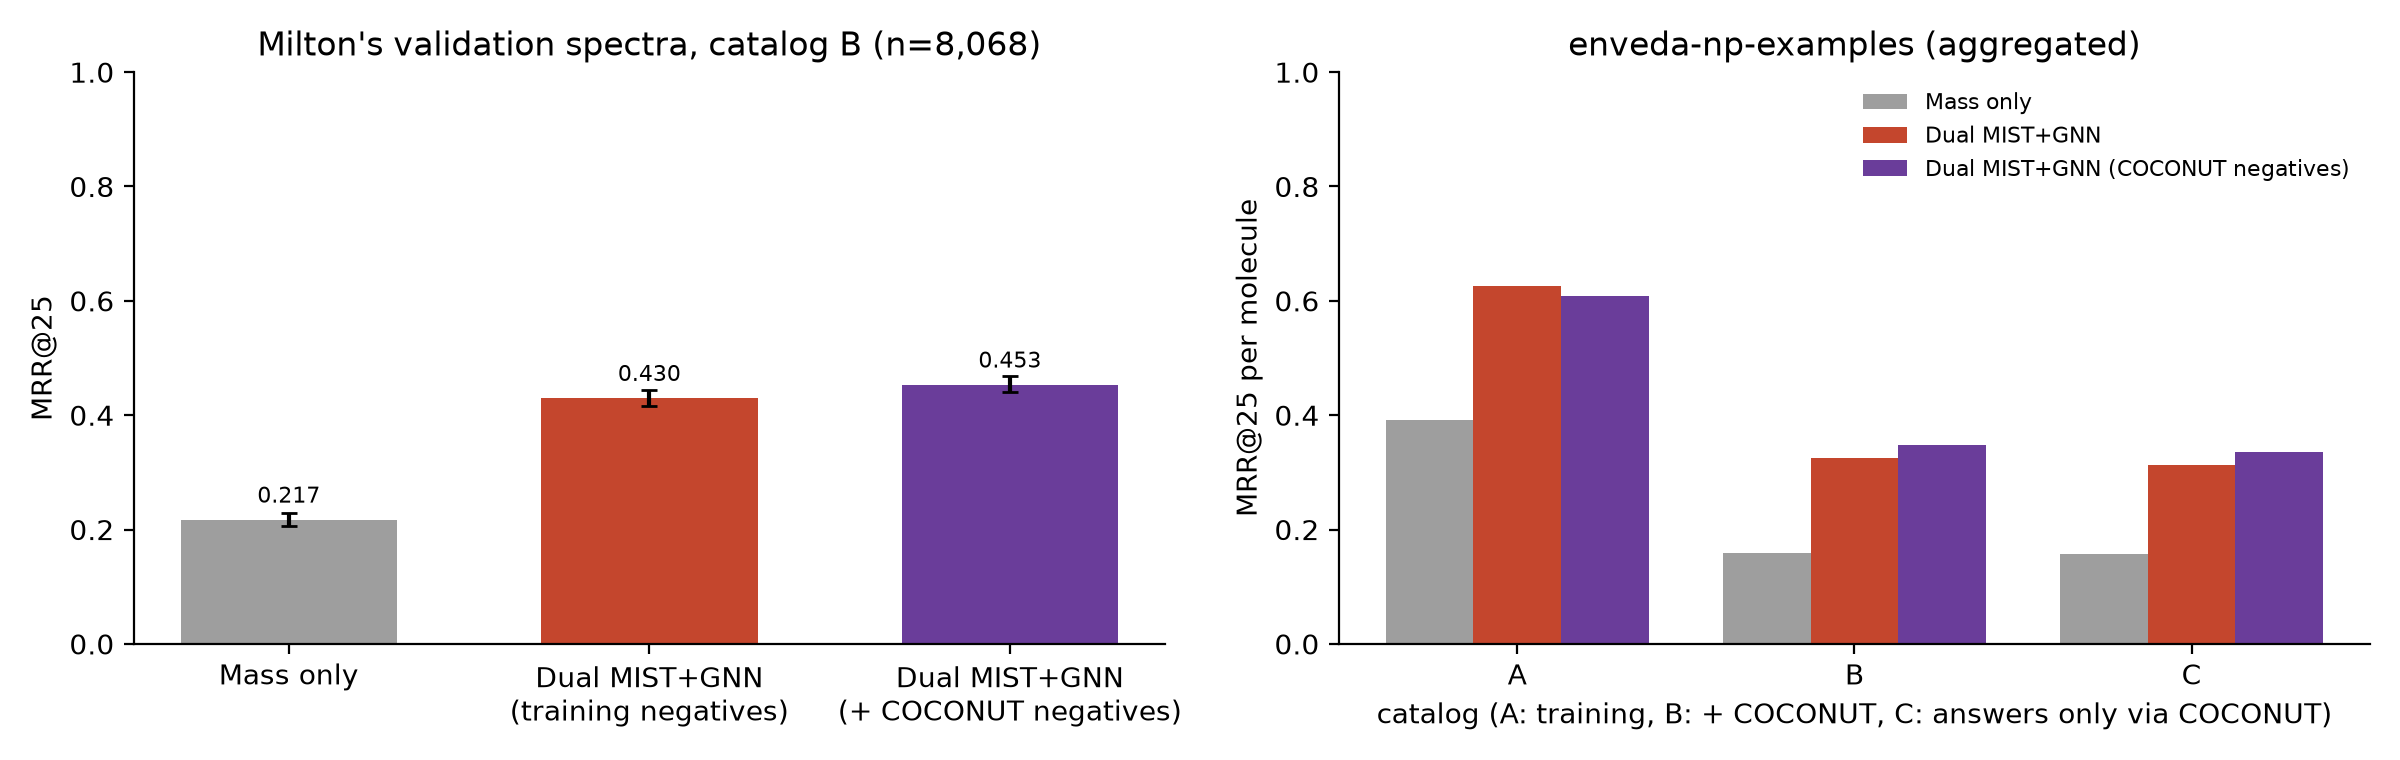 Milton's validation spectra, catalog B (n=8,068)
MRR@25
1.0
0.8
0.6
0.4
0.2
0.0
0.217
0.430
0.453
Mass only
Dual MIST+GNN
(training negatives)
Dual MIST+GNN
(+ COCONUT negatives)
enveda-np-examples (aggregated)
MRR@25 per molecule
1.0
0.8
0.6
0.4
0.2
0.0
Mass only
Dual MIST+GNN
Dual MIST+GNN (COCONUT negatives)
A
B
C
catalog (A: training, B: + COCONUT, C: answers only via COCONUT)